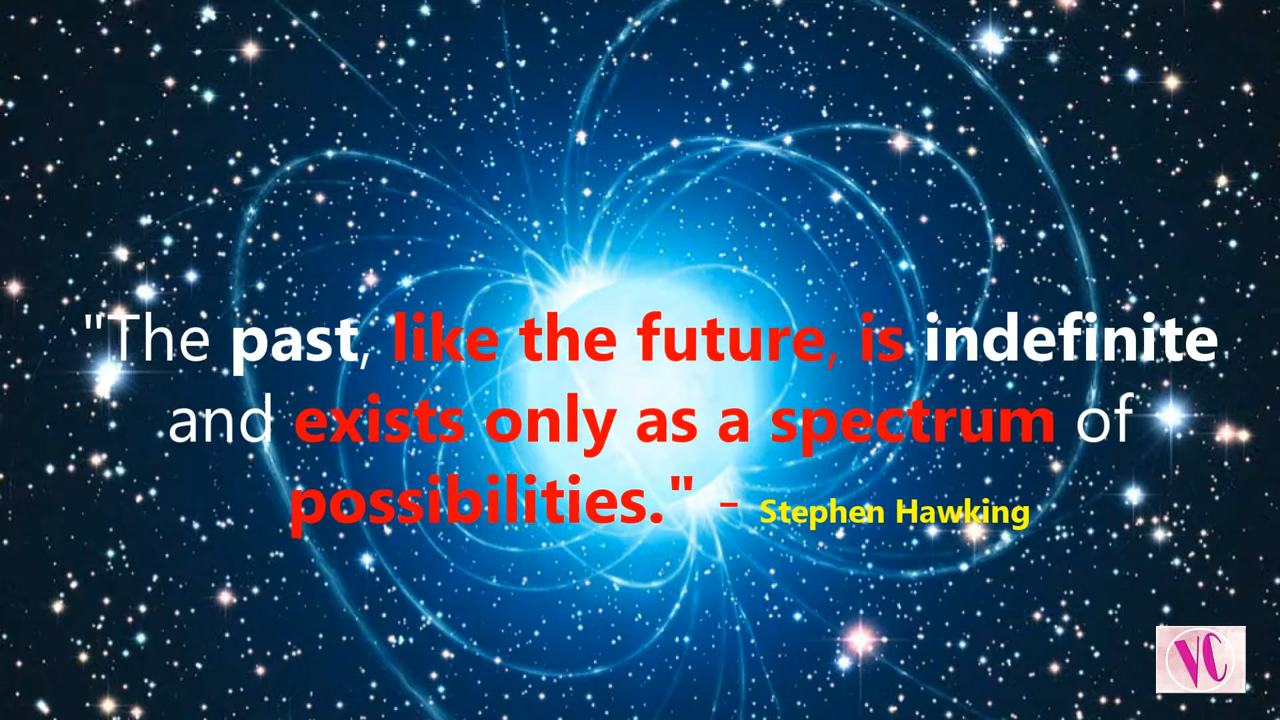 "The past, like the future, is indefinite
and exists only as a spectrum of
possibilities." - Stephen Hawking
VC